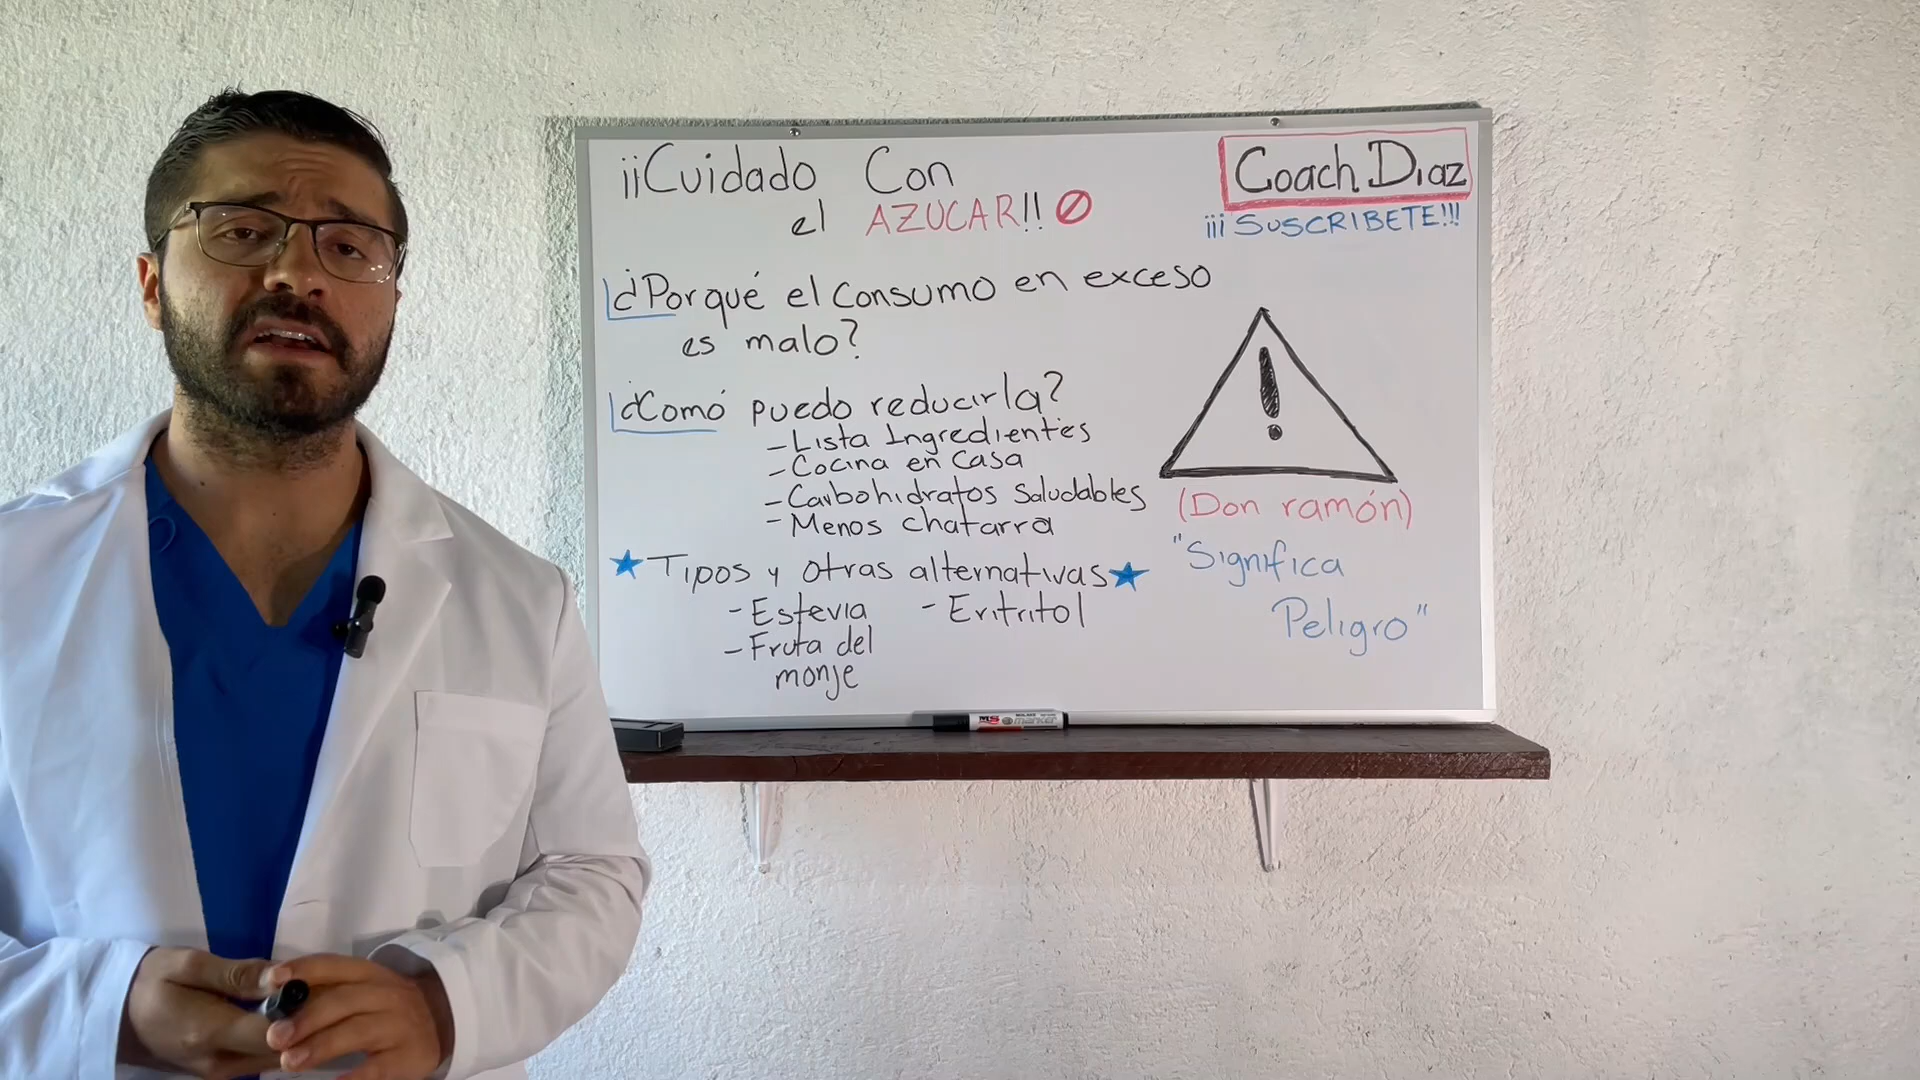 ¡¡Cuidado Con
el AZUCAR!!
Coach Diaz
¡¡¡SUSCRIBETE!!!
¿Porqué el consumo en exceso
es malo?
¿Comó puedo reducirla?
- Lista Ingredientes
- Cocina en Casa
- Carbohidratos Saludables
- Menos chatarra
★ Tipos y otras alternativas ★
- Estevia - Eritritol
- Fruta del
monje
!
(Don ramón)
"Significa
Peligro"
MS marker